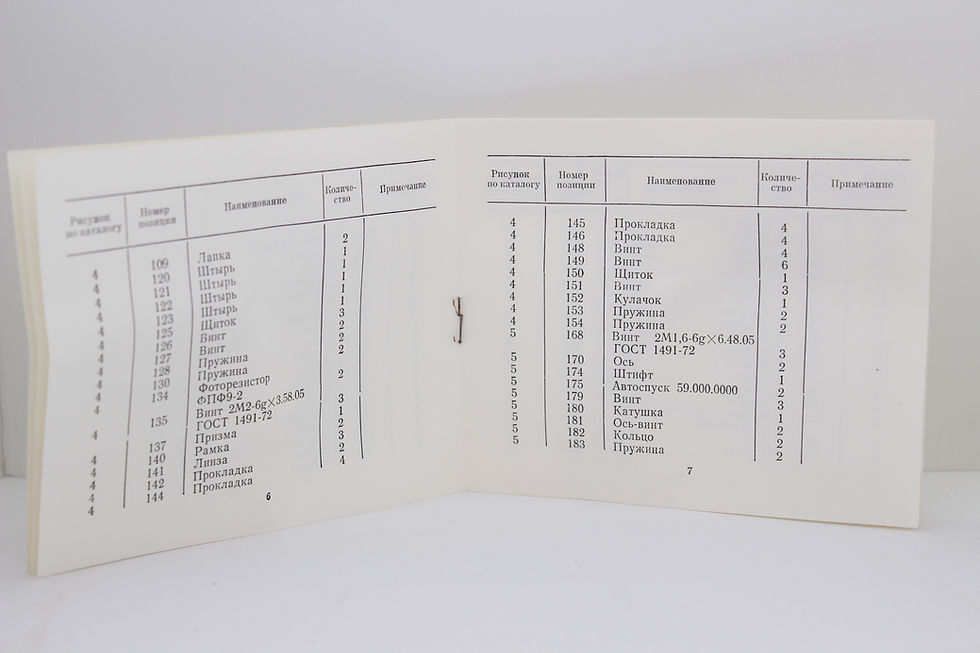 Рисунок по каталогу Номер позиции Наименование Количе-ство Примечание
4 109 Лапка 2
4 120 Штырь 1
4 121 Штырь 1
4 122 Штырь 1
4 123 Штырь 1
4 125 Щиток 1
4 126 Винт 3
4 127 Винт 2
4 128 Пружина 2
4 130 Пружина 2
4 134 Фоторезистор
ФПФ9-2 2
4 135 Винт 2М2-6g×3.58.05
ГОСТ 1491-72 3
4 137 Призма 1
4 140 Рамка 2
4 141 Линза 3
4 142 Прокладка 2
4 144 Прокладка 4
6
Рисунок по каталогу Номер позиции Наименование Количе-ство Примечание
4 145 Прокладка 4
4 146 Прокладка 4
4 148 Винт 4
4 149 Винт 6
4 150 Щиток 1
4 151 Винт 3
4 152 Кулачок 1
4 153 Пружина 2
4 154 Пружина 2
5 168 Винт 2М1,6-6g×6.48.05
ГОСТ 1491-72 3
5 170 Ось 2
5 174 Штифт 1
5 175 Автоспуск 59.000.0000 2
5 179 Винт 3
5 180 Катушка 1
5 181 Ось-винт 2
5 182 Кольцо 2
5 183 Пружина 2
7